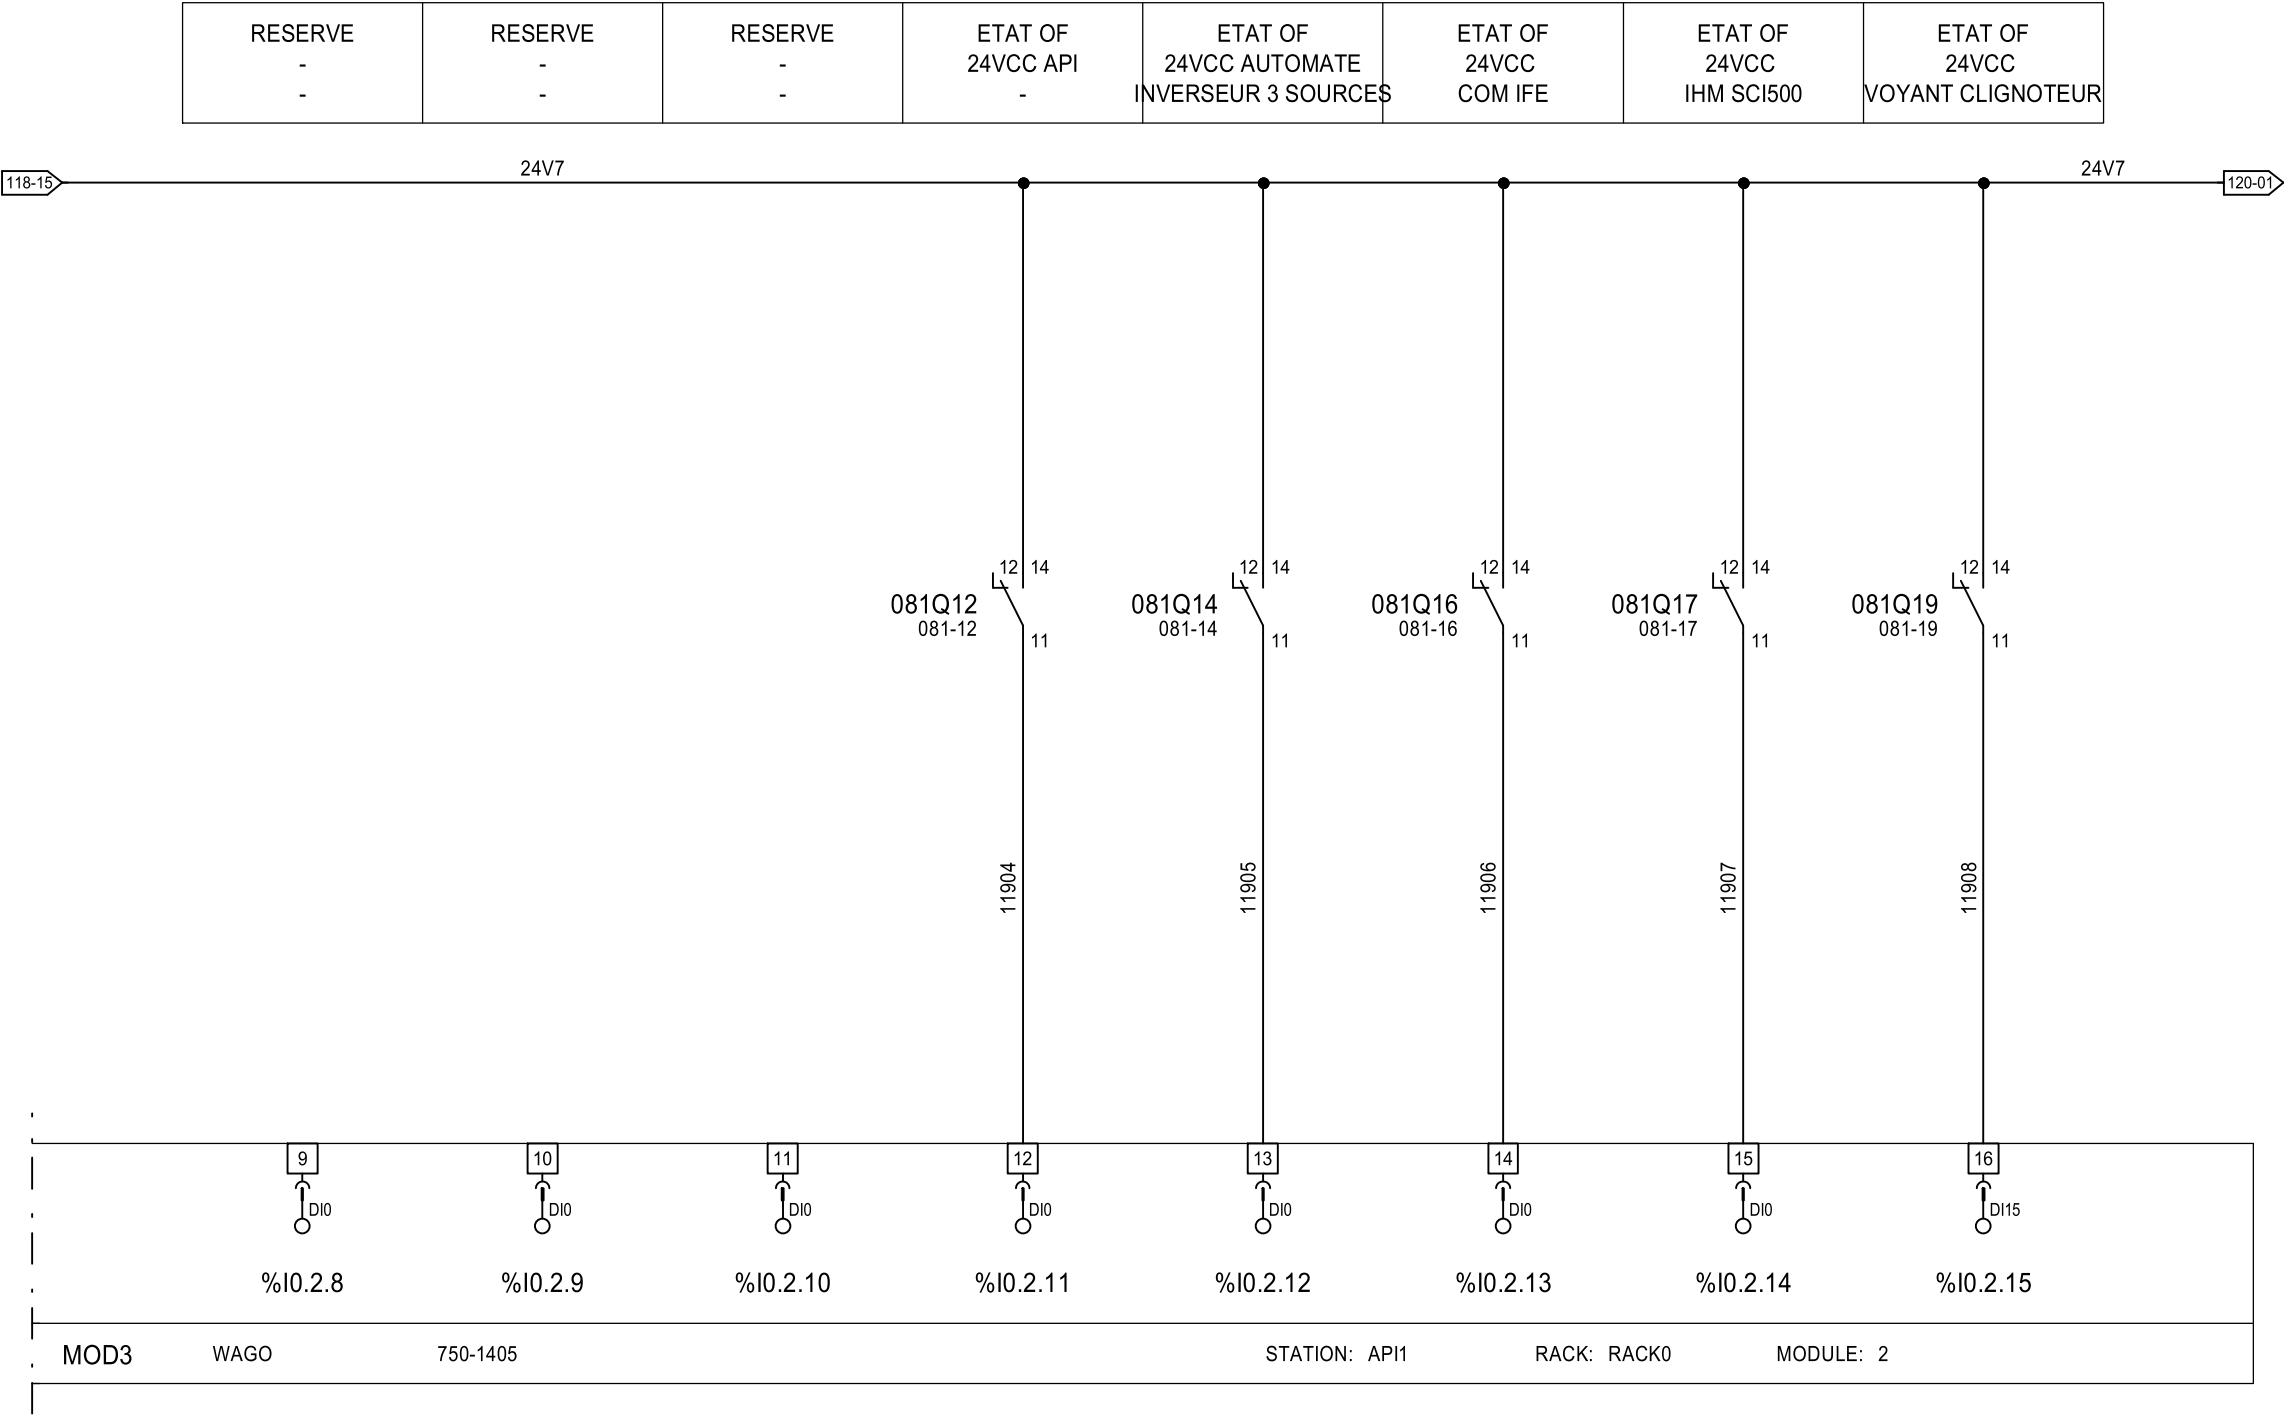 RESERVE
-
-
RESERVE
-
-
RESERVE
-
-
ETAT OF
24VCC API
-
ETAT OF
24VCC AUTOMATE
INVERSEUR 3 SOURCES
ETAT OF
24VCC
COM IFE
ETAT OF
24VCC
IHM SCI500
ETAT OF
24VCC
VOYANT CLIGNOTEUR
118-15
24V7
24V7
120-01
12 14
081Q12
081-12
11
12 14
081Q14
081-14
11
12 14
081Q16
081-16
11
12 14
081Q17
081-17
11
12 14
081Q19
081-19
11
11904
11905
11906
11907
11908
9
10
11
12
13
14
15
16
DI0
DI0
DI0
DI0
DI0
DI0
DI0
DI15
%I0.2.8
%I0.2.9
%I0.2.10
%I0.2.11
%I0.2.12
%I0.2.13
%I0.2.14
%I0.2.15
MOD3 WAGO 750-1405 STATION: API1 RACK: RACK0 MODULE: 2